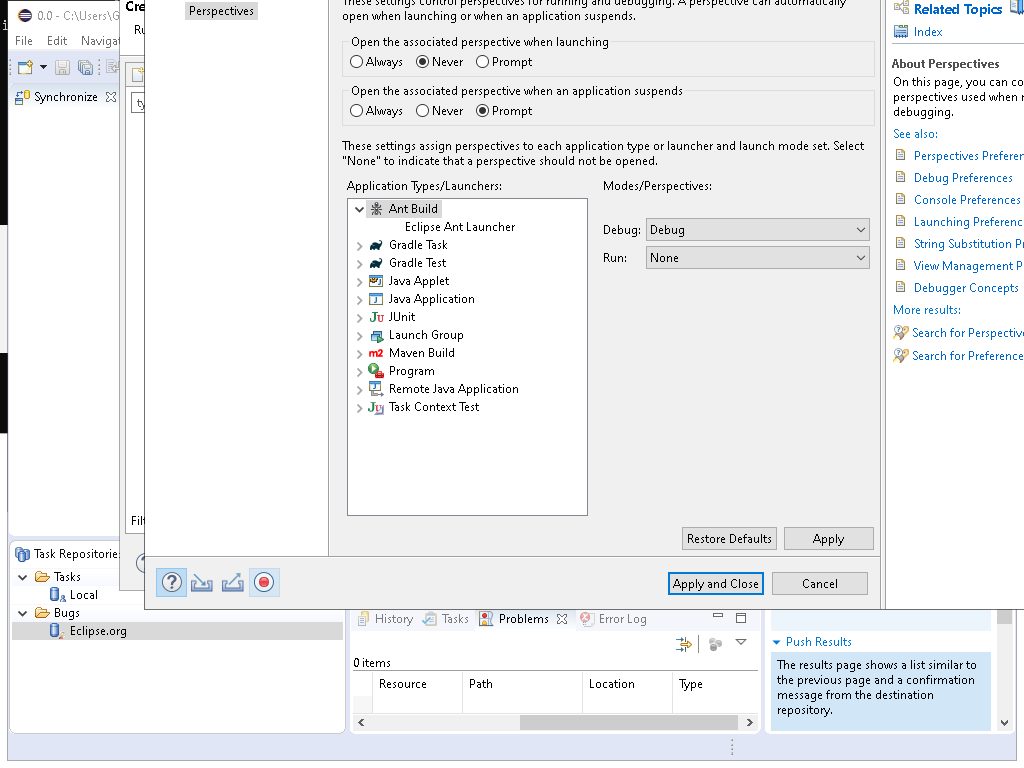 0.0 - C:\Users\G
File Edit Navigat
Synchronize
Cre
Ru
ty
Filt
Perspectives
These settings control perspectives for running and debugging. A perspective can automatically
open when launching or when an application suspends.
Open the associated perspective when launching
Always Never Prompt
Open the associated perspective when an application suspends
Always Never Prompt
These settings assign perspectives to each application type or launcher and launch mode set. Select
"None" to indicate that a perspective should not be opened.
Application Types/Launchers:
Modes/Perspectives:
Ant Build
Eclipse Ant Launcher
Gradle Task
Gradle Test
Java Applet
Java Application
JUnit
Launch Group
Maven Build
Program
Remote Java Application
Task Context Test
Debug: Debug
Run: None
Restore Defaults
Apply
Apply and Close
Cancel
Related Topics
Index
About Perspectives
On this page, you can co
perspectives used when r
debugging.
See also:
Perspectives Preferen
Debug Preferences
Console Preferences
Launching Preferenc
String Substitution Pr
View Management P
Debugger Concepts
More results:
Search for Perspective
Search for Preference
Task Repositories
Tasks
Local
Bugs
Eclipse.org
History Tasks Problems Error Log
0 items
Resource Path Location Type
Push Results
The results page shows a list similar to
the previous page and a confirmation
message from the destination
repository.